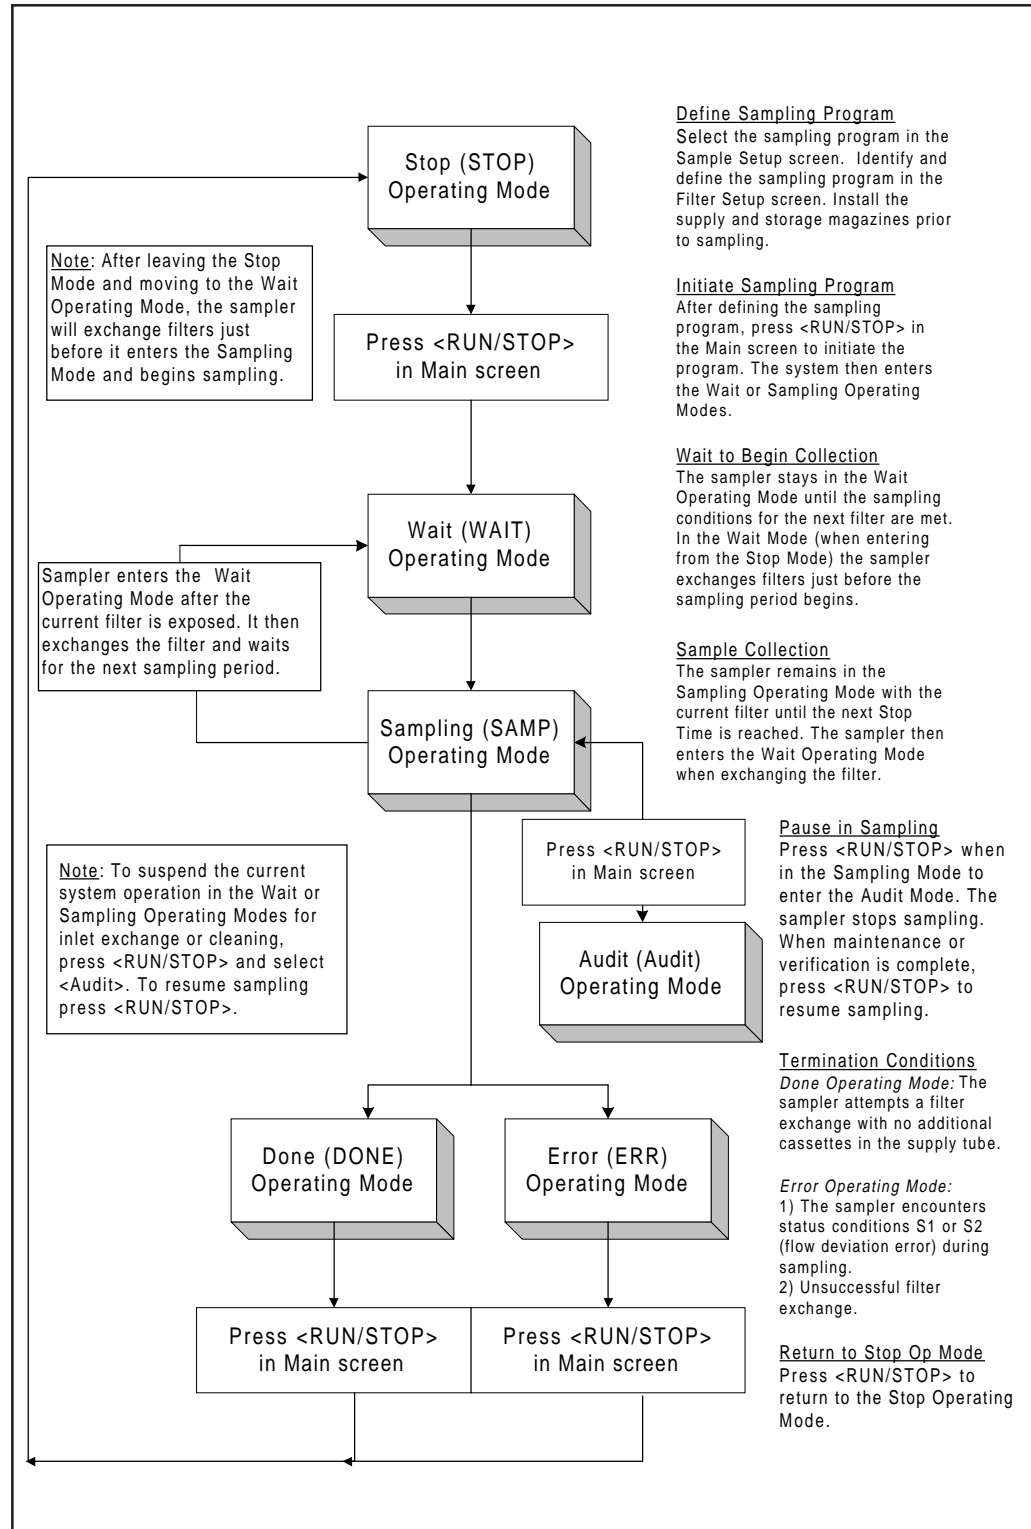 Define Sampling Program
Select the sampling program in the
Sample Setup screen.  Identify and
define the sampling program in the
Filter Setup screen. Install the
supply and storage magazines prior
to sampling.
Stop (STOP)
Operating Mode
Note: After leaving the Stop
Mode and moving to the Wait
Operating Mode, the sampler
will exchange filters just
before it enters the Sampling
Mode and begins sampling.
Initiate Sampling Program
After defining the sampling
program, press <RUN/STOP> in
the Main screen to initiate the
program. The system then enters
the Wait or Sampling Operating
Modes.
Press <RUN/STOP>
in Main screen
Wait to Begin Collection
The sampler stays in the Wait
Operating Mode until the sampling
conditions for the next filter are met.
In the Wait Mode (when entering
from the Stop Mode) the sampler
exchanges filters just before the
sampling period begins.
Wait (WAIT)
Operating Mode
Sampler enters the  Wait
Operating Mode after the
current filter is exposed. It then
exchanges the filter and waits
for the next sampling period.
Sample Collection
The sampler remains in the
Sampling Operating Mode with the
current filter until the next Stop
Time is reached. The sampler then
enters the Wait Operating Mode
when exchanging the filter.
Sampling (SAMP)
Operating Mode
Press <RUN/STOP>
in Main screen
Pause in Sampling
Press <RUN/STOP> when
in the Sampling Mode to
enter the Audit Mode. The
sampler stops sampling.
When maintenance or
verification is complete,
press <RUN/STOP> to
resume sampling.
Note: To suspend the current
system operation in the Wait or
Sampling Operating Modes for
inlet exchange or cleaning,
press <RUN/STOP> and select
<Audit>. To resume sampling
press <RUN/STOP>.
Audit (Audit)
Operating Mode
Termination Conditions
Done Operating Mode: The
sampler attempts a filter
exchange with no additional
cassettes in the supply tube.
Error Operating Mode:
1) The sampler encounters
status conditions S1 or S2
(flow deviation error) during
sampling.
2) Unsuccessful filter
exchange.
Done (DONE)
Operating Mode
Error (ERR)
Operating Mode
Press <RUN/STOP>
in Main screen
Press <RUN/STOP>
in Main screen
Return to Stop Op Mode
Press <RUN/STOP> to
return to the Stop Operating
Mode.